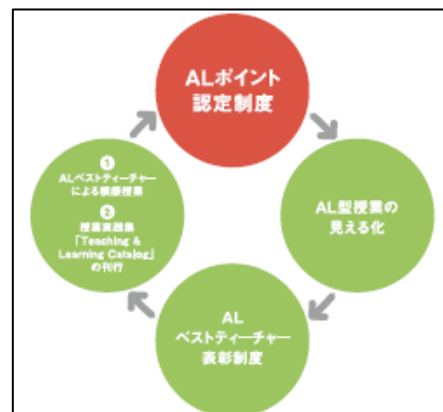 ALポイント
認定制度
AL型授業の
見える化
AL
ベストティーチャー
表彰制度
①
ALベストティーチャー
による模擬授業
②
授業実践集
「Teaching &
Learning Catalog」
の刊行